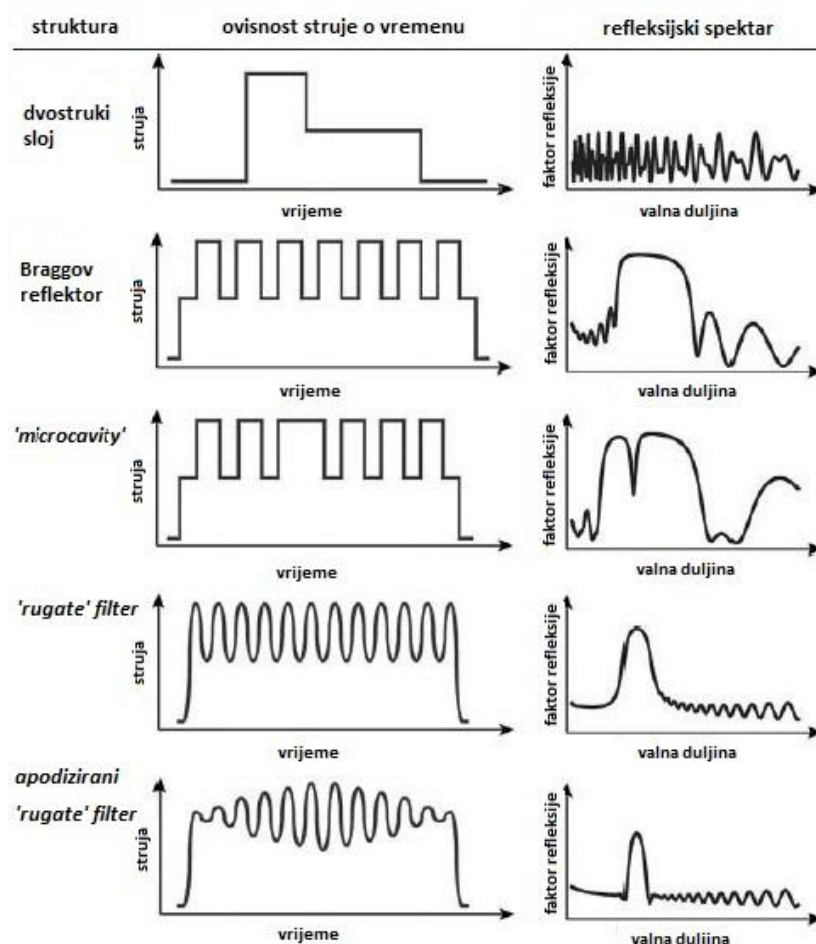 struktura ovisnost struje o vremenu refleksijski spektar
dvostruki
sloj
struja
vrijeme
faktor refleksije
valna duljina
Braggov
reflektor
struja
vrijeme
faktor refleksije
valna duljina
'microcavity'
struja
vrijeme
faktor refleksije
valna duljina
'rugate' filter
struja
vrijeme
faktor refleksije
valna duljina
apodizirani
'rugate' filter
struja
vrijeme
faktor refleksije
valna duljina